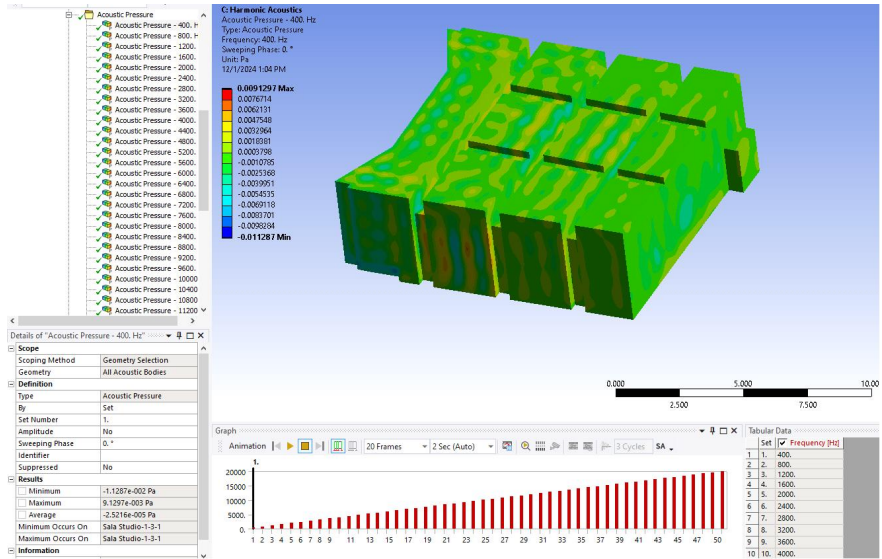 Acoustic Pressure
Acoustic Pressure - 400. H
Acoustic Pressure - 800. H
Acoustic Pressure - 1200.
Acoustic Pressure - 1600.
Acoustic Pressure - 2000.
Acoustic Pressure - 2400.
Acoustic Pressure - 2800.
Acoustic Pressure - 3200.
Acoustic Pressure - 3600.
Acoustic Pressure - 4000.
Acoustic Pressure - 4400.
Acoustic Pressure - 4800.
Acoustic Pressure - 5200.
Acoustic Pressure - 5600.
Acoustic Pressure - 6000.
Acoustic Pressure - 6400.
Acoustic Pressure - 6800.
Acoustic Pressure - 7200.
Acoustic Pressure - 7600.
Acoustic Pressure - 8000.
Acoustic Pressure - 8400.
Acoustic Pressure - 8800.
Acoustic Pressure - 9200.
Acoustic Pressure - 9600.
Acoustic Pressure - 10000
Acoustic Pressure - 10400
Acoustic Pressure - 10800
Acoustic Pressure - 11200
Details of "Acoustic Pressure - 400. Hz"
Scope
Scoping Method Geometry Selection
Geometry All Acoustic Bodies
Definition
Type Acoustic Pressure
By Set
Set Number 1.
Amplitude No
Sweeping Phase 0. °
Identifier
Suppressed No
Results
Minimum -1.1287e-002 Pa
Maximum 9.1297e-003 Pa
Average -2.5216e-005 Pa
Minimum Occurs On Sala Studio-1-3-1
Maximum Occurs On Sala Studio-1-3-1
Information
C: Harmonic Acoustics
Acoustic Pressure - 400. Hz
Type: Acoustic Pressure
Frequency: 400. Hz
Sweeping Phase: 0. °
Unit: Pa
12/1/2024 1:04 PM
0.0091297 Max
0.0076714
0.0062131
0.0047548
0.0032964
0.0018381
0.0003798
-0.0010785
-0.0025368
-0.0039951
-0.0054535
-0.0069118
-0.0083701
-0.0098284
-0.011287 Min
0.000 5.000 10.00
2.500 7.500
Graph
Animation 20 Frames 2 Sec (Auto) 3 Cycles SA
1.
20000
15000
10000
5000.
0.
1 2 3 4 5 6 7 8 9 11 13 15 17 19 21 23 25 27 29 31 33 35 37 39 41 43 45 47 50
Tabular Data
Set Frequency [Hz]
1 1. 400.
2 2. 800.
3 3. 1200.
4 4. 1600.
5 5. 2000.
6 6. 2400.
7 7. 2800.
8 8. 3200.
9 9. 3600.
10 10. 4000.